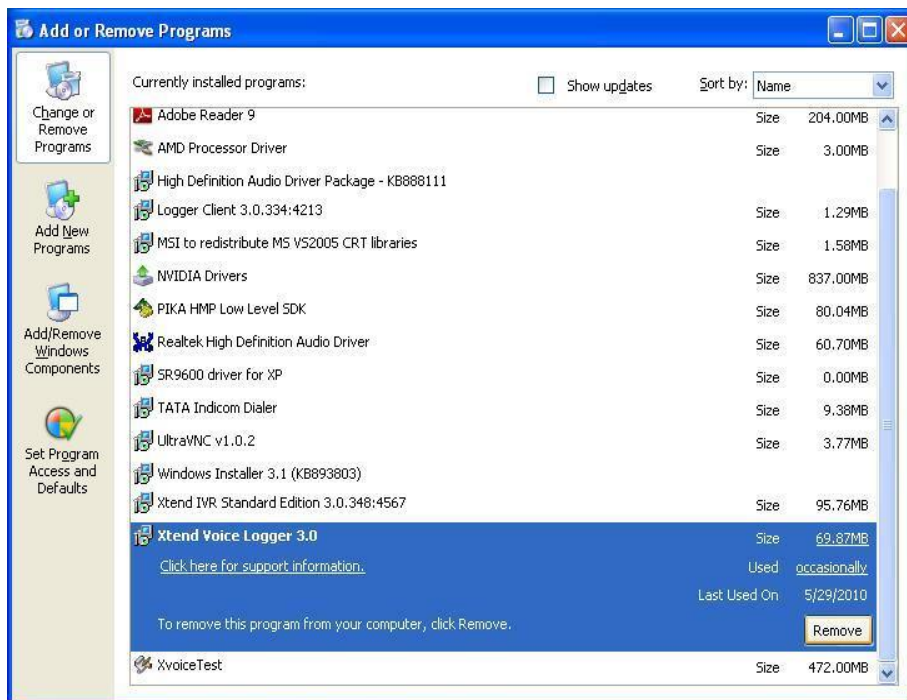 Add or Remove Programs
Change or
Remove
Programs
Add New
Programs
Add/Remove
Windows
Components
Set Program
Access and
Defaults
Currently installed programs: Show updates Sort by: Name
Adobe Reader 9 Size 204.00MB
AMD Processor Driver Size 3.00MB
High Definition Audio Driver Package - KB888111
Logger Client 3.0.334:4213 Size 1.29MB
MSI to redistribute MS VS2005 CRT libraries Size 1.58MB
NVIDIA Drivers Size 837.00MB
PIKA HMP Low Level SDK Size 80.04MB
Realtek High Definition Audio Driver Size 60.70MB
SR9600 driver for XP Size 0.00MB
TATA Indicom Dialer Size 9.38MB
UltraVNC v1.0.2 Size 3.77MB
Windows Installer 3.1 (KB893803)
Xtend IVR Standard Edition 3.0.348:4567 Size 95.76MB
Xtend Voice Logger 3.0 Size 69.87MB
Click here for support information. Used occasionally
Last Used On 5/29/2010
To remove this program from your computer, click Remove. Remove
XvoiceTest Size 472.00MB